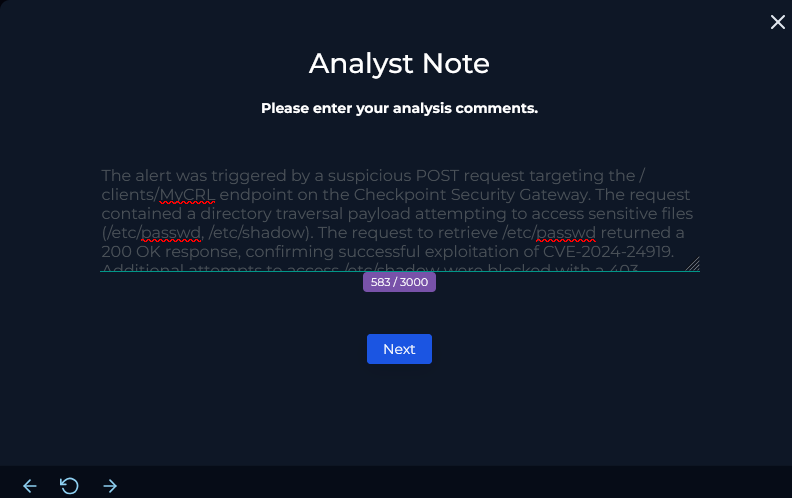 Analyst Note
Please enter your analysis comments.
The alert was triggered by a suspicious POST request targeting the /
clients/MyCRL endpoint on the Checkpoint Security Gateway. The request
contained a directory traversal payload attempting to access sensitive files
(/etc/passwd, /etc/shadow). The request to retrieve /etc/passwd returned a
200 OK response, confirming successful exploitation of CVE-2024-24919.
Additional attempts to access /etc/shadow were blocked with a 403
583 / 3000
Next